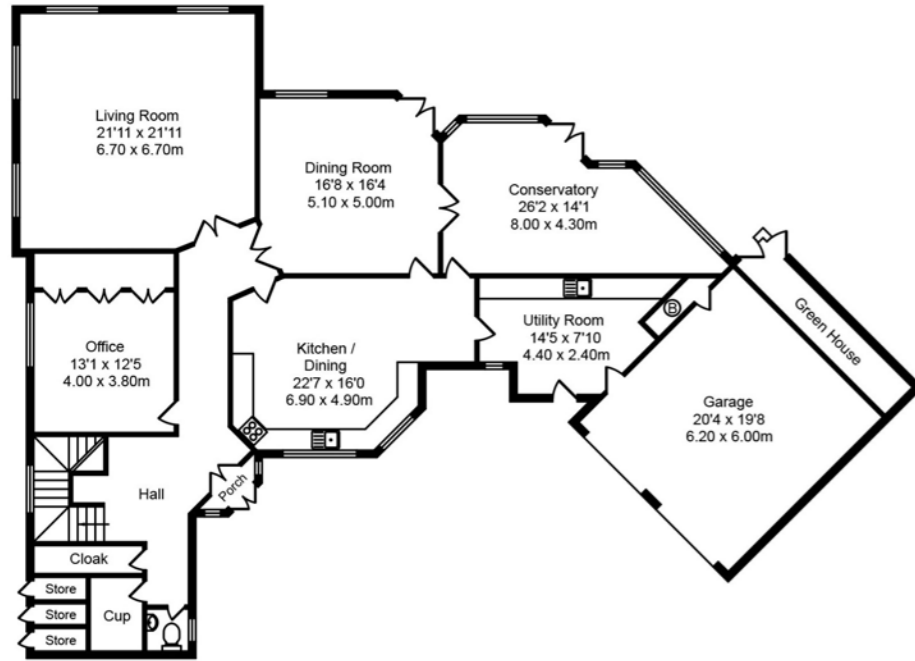 Living Room
21'11 x 21'11
6.70 x 6.70m
Dining Room
16'8 x 16'4
5.10 x 5.00m
Conservatory
26'2 x 14'1
8.00 x 4.30m
Green House
Office
13'1 x 12'5
4.00 x 3.80m
Kitchen /
Dining
22'7 x 16'0
6.90 x 4.90m
Utility Room
14'5 x 7'10
4.40 x 2.40m
B
Garage
20'4 x 19'8
6.20 x 6.00m
Hall
Porch
Cloak
Store
Store
Store
Cup